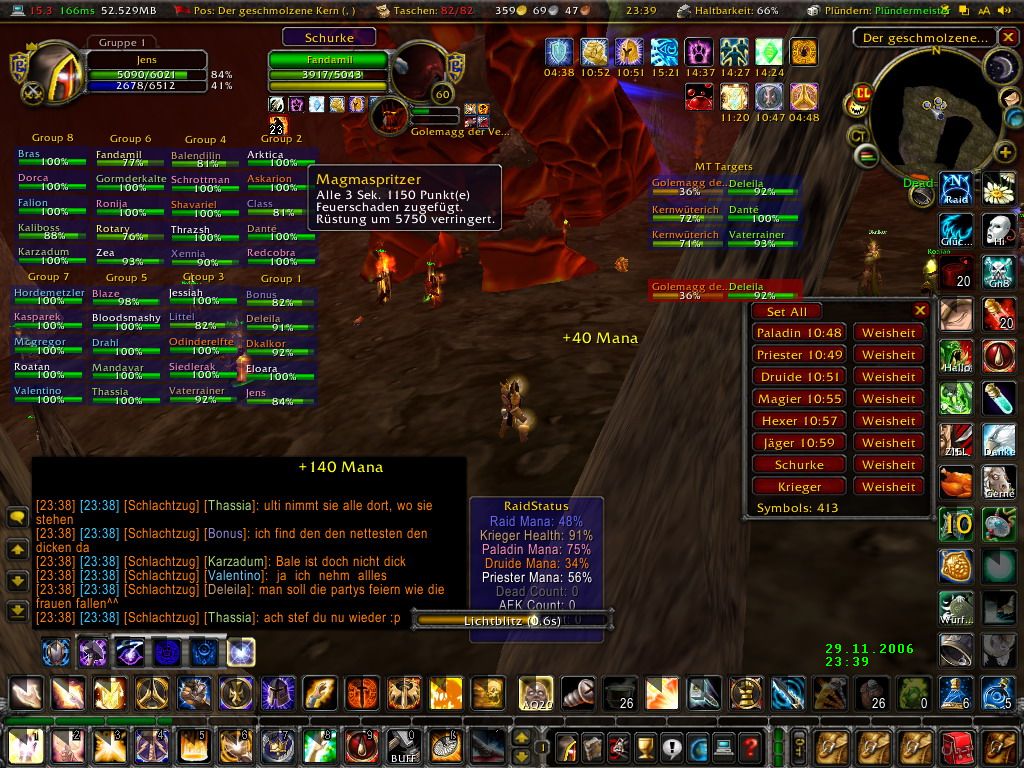 15.3 166ms 52.529MB Pos: Der geschmolzene Kern (, ) Taschen: 82/82 359 69 47 23:39 Haltbarkeit: 66% Plündern: Plündermeister
Gruppe 1
Jens
5090/6021 84%
2678/6512 41%
Schurke
Fandamil
3917/5043
60
Golemagg der Ve...
23
04:38 10:52 10:51 15:21 14:37 14:27 14:24
11:20 10:47 04:48
Der geschmolzene...
N
CL
CT
Dead
Group 8 Group 6 Group 4 Group 2
Bras Fandamil Balendilin Arktica
100% 77% 81% 100%
Dorca Gormderkalte Schrottman Askarion
100% 100% 100% 100%
Falion Ronija Shavariel Class
100% 100% 100% 81%
Kaliboss Rotary Thrazsh Danté
88% 76% 100% 100%
Karzadum Zea Xennia Redcobra
100% 93% 90% 100%
Group 7 Group 5 Group 3 Group 1
Hordemetzler Blaze Jessiah Bonus
100% 98% 100% 82%
Kasparek Bloodsmashy Littel Deleila
100% 100% 82% 91%
Mcgregor Drahl Odinderelfte Dkalkor
100% 100% 100% 92%
Roatan Mandavar Siedlerak Eloara
100% 100% 100% 100%
Valentino Thassia Vaterrainer Jens
100% 100% 92% 84%
Magmaspritzer
Alle 3 Sek. 1150 Punkt(e)
Feuerschaden zugefügt.
Rüstung um 5750 verringert.
MT Targets
Golemagg de... Deleila
36% 92%
Kernwüterich Danté
72% 100%
Kernwüterich Vaterrainer
71% 93%
Golemagg de... Deleila
36% 92%
+40 Mana
+140 Mana
Set All
Paladin 10:48 Weisheit
Priester 10:49 Weisheit
Druide 10:51 Weisheit
Magier 10:55 Weisheit
Hexer 10:57 Weisheit
Jäger 10:59 Weisheit
Schurke Weisheit
Krieger Weisheit
Symbols: 413
[23:38] [23:38] [Schlachtzug] [Thassia]: ulti nimmt sie alle dort, wo sie
stehen
[23:38] [23:38] [Schlachtzug] [Bonus]: ich find den den nettesten den
dicken da
[23:38] [23:38] [Schlachtzug] [Karzadum]: Bale ist doch nicht dick
[23:38] [23:38] [Schlachtzug] [Valentino]: ja ich nehm allles
[23:38] [23:38] [Schlachtzug] [Deleila]: man soll die partys feiern wie die
frauen fallen^^
[23:38] [23:38] [Schlachtzug] [Thassia]: ach stef du nu wieder :p
RaidStatus
Raid Mana: 48%
Krieger Health: 91%
Paladin Mana: 75%
Druide Mana: 34%
Priester Mana: 56%
Dead Count: 0
AFK Count: 0
Lichtblitz (0.6s)
29.11.2006
23:39
Raid
Hi
20
20
Hallo
ZIEL
Danke
Gerne
10
Würf...
26
26
0
6
5
BUFF